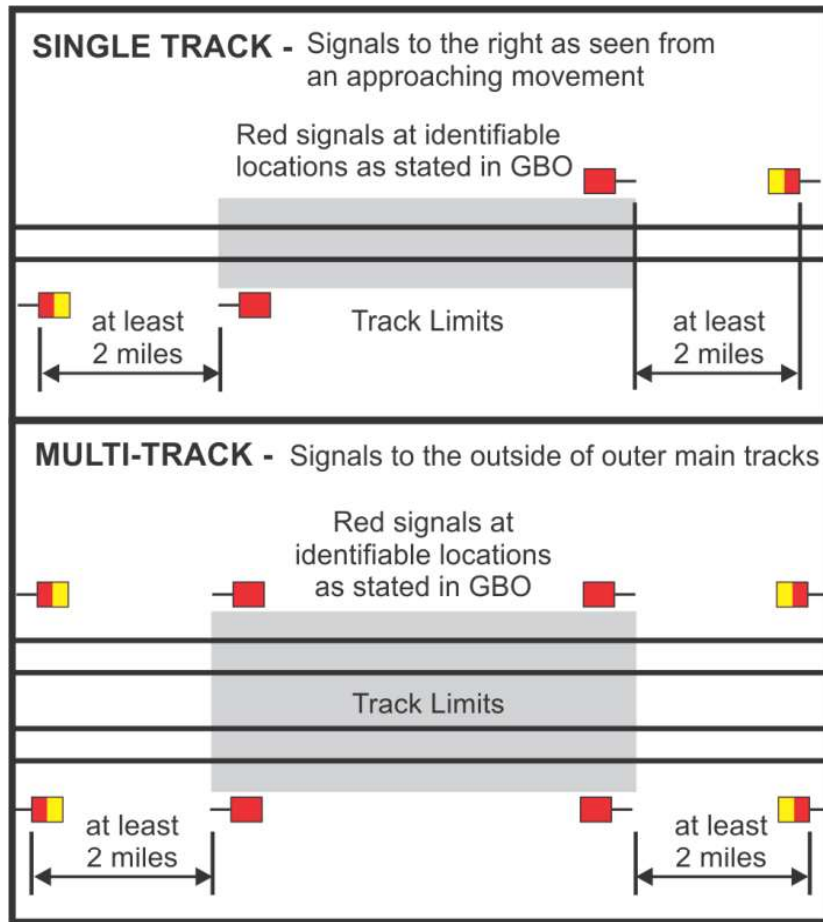 SINGLE TRACK - Signals to the right as seen from
an approaching movement
Red signals at identifiable
locations as stated in GBO
at least
2 miles
Track Limits
at least
2 miles
MULTI-TRACK - Signals to the outside of outer main tracks
Red signals at
identifiable locations
as stated in GBO
Track Limits
at least
2 miles
at least
2 miles